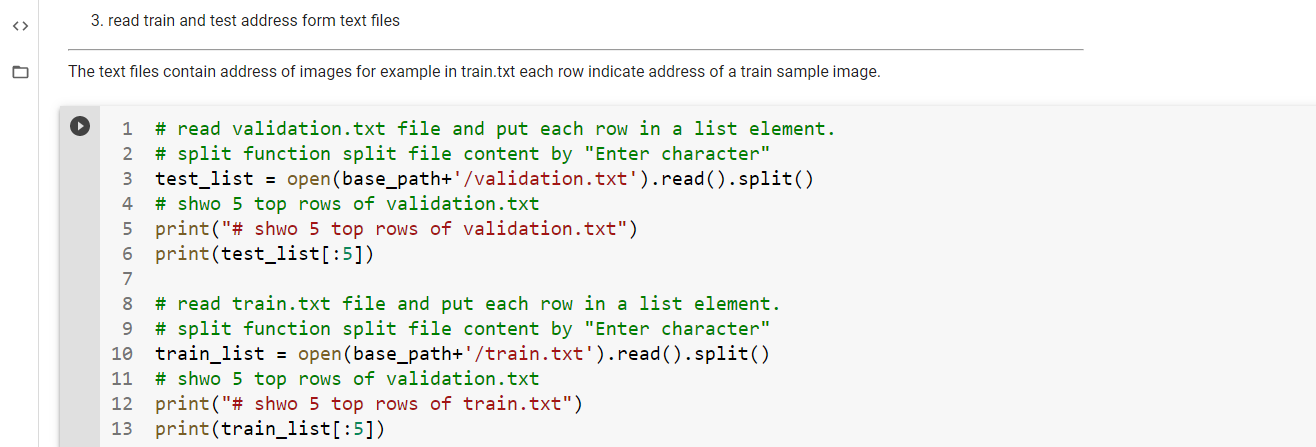 3. read train and test address form text files
The text files contain address of images for example in train.txt each row indicate address of a train sample image.
1 # read validation.txt file and put each row in a list element.
2 # split function split file content by "Enter character"
3 test_list = open(base_path+'/validation.txt').read().split()
4 # shwo 5 top rows of validation.txt
5 print("# shwo 5 top rows of validation.txt")
6 print(test_list[:5])
7
8 # read train.txt file and put each row in a list element.
9 # split function split file content by "Enter character"
10 train_list = open(base_path+'/train.txt').read().split()
11 # shwo 5 top rows of validation.txt
12 print("# shwo 5 top rows of train.txt")
13 print(train_list[:5])